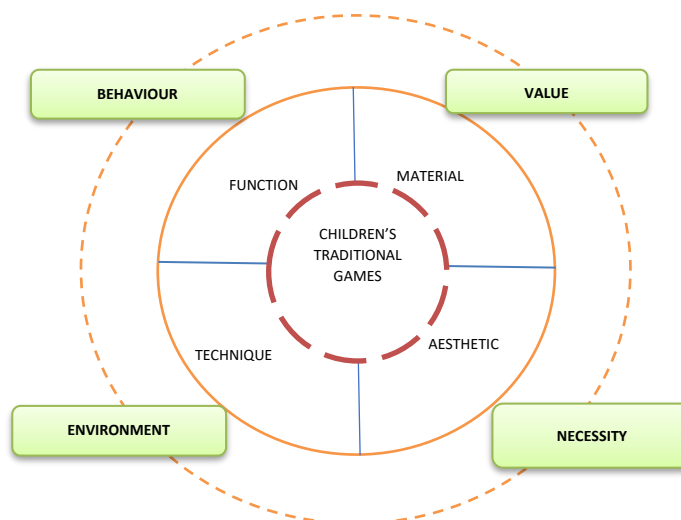 BEHAVIOUR
VALUE
FUNCTION
MATERIAL
CHILDREN'S
TRADITIONAL
GAMES
TECHNIQUE
AESTHETIC
ENVIRONMENT
NECESSITY